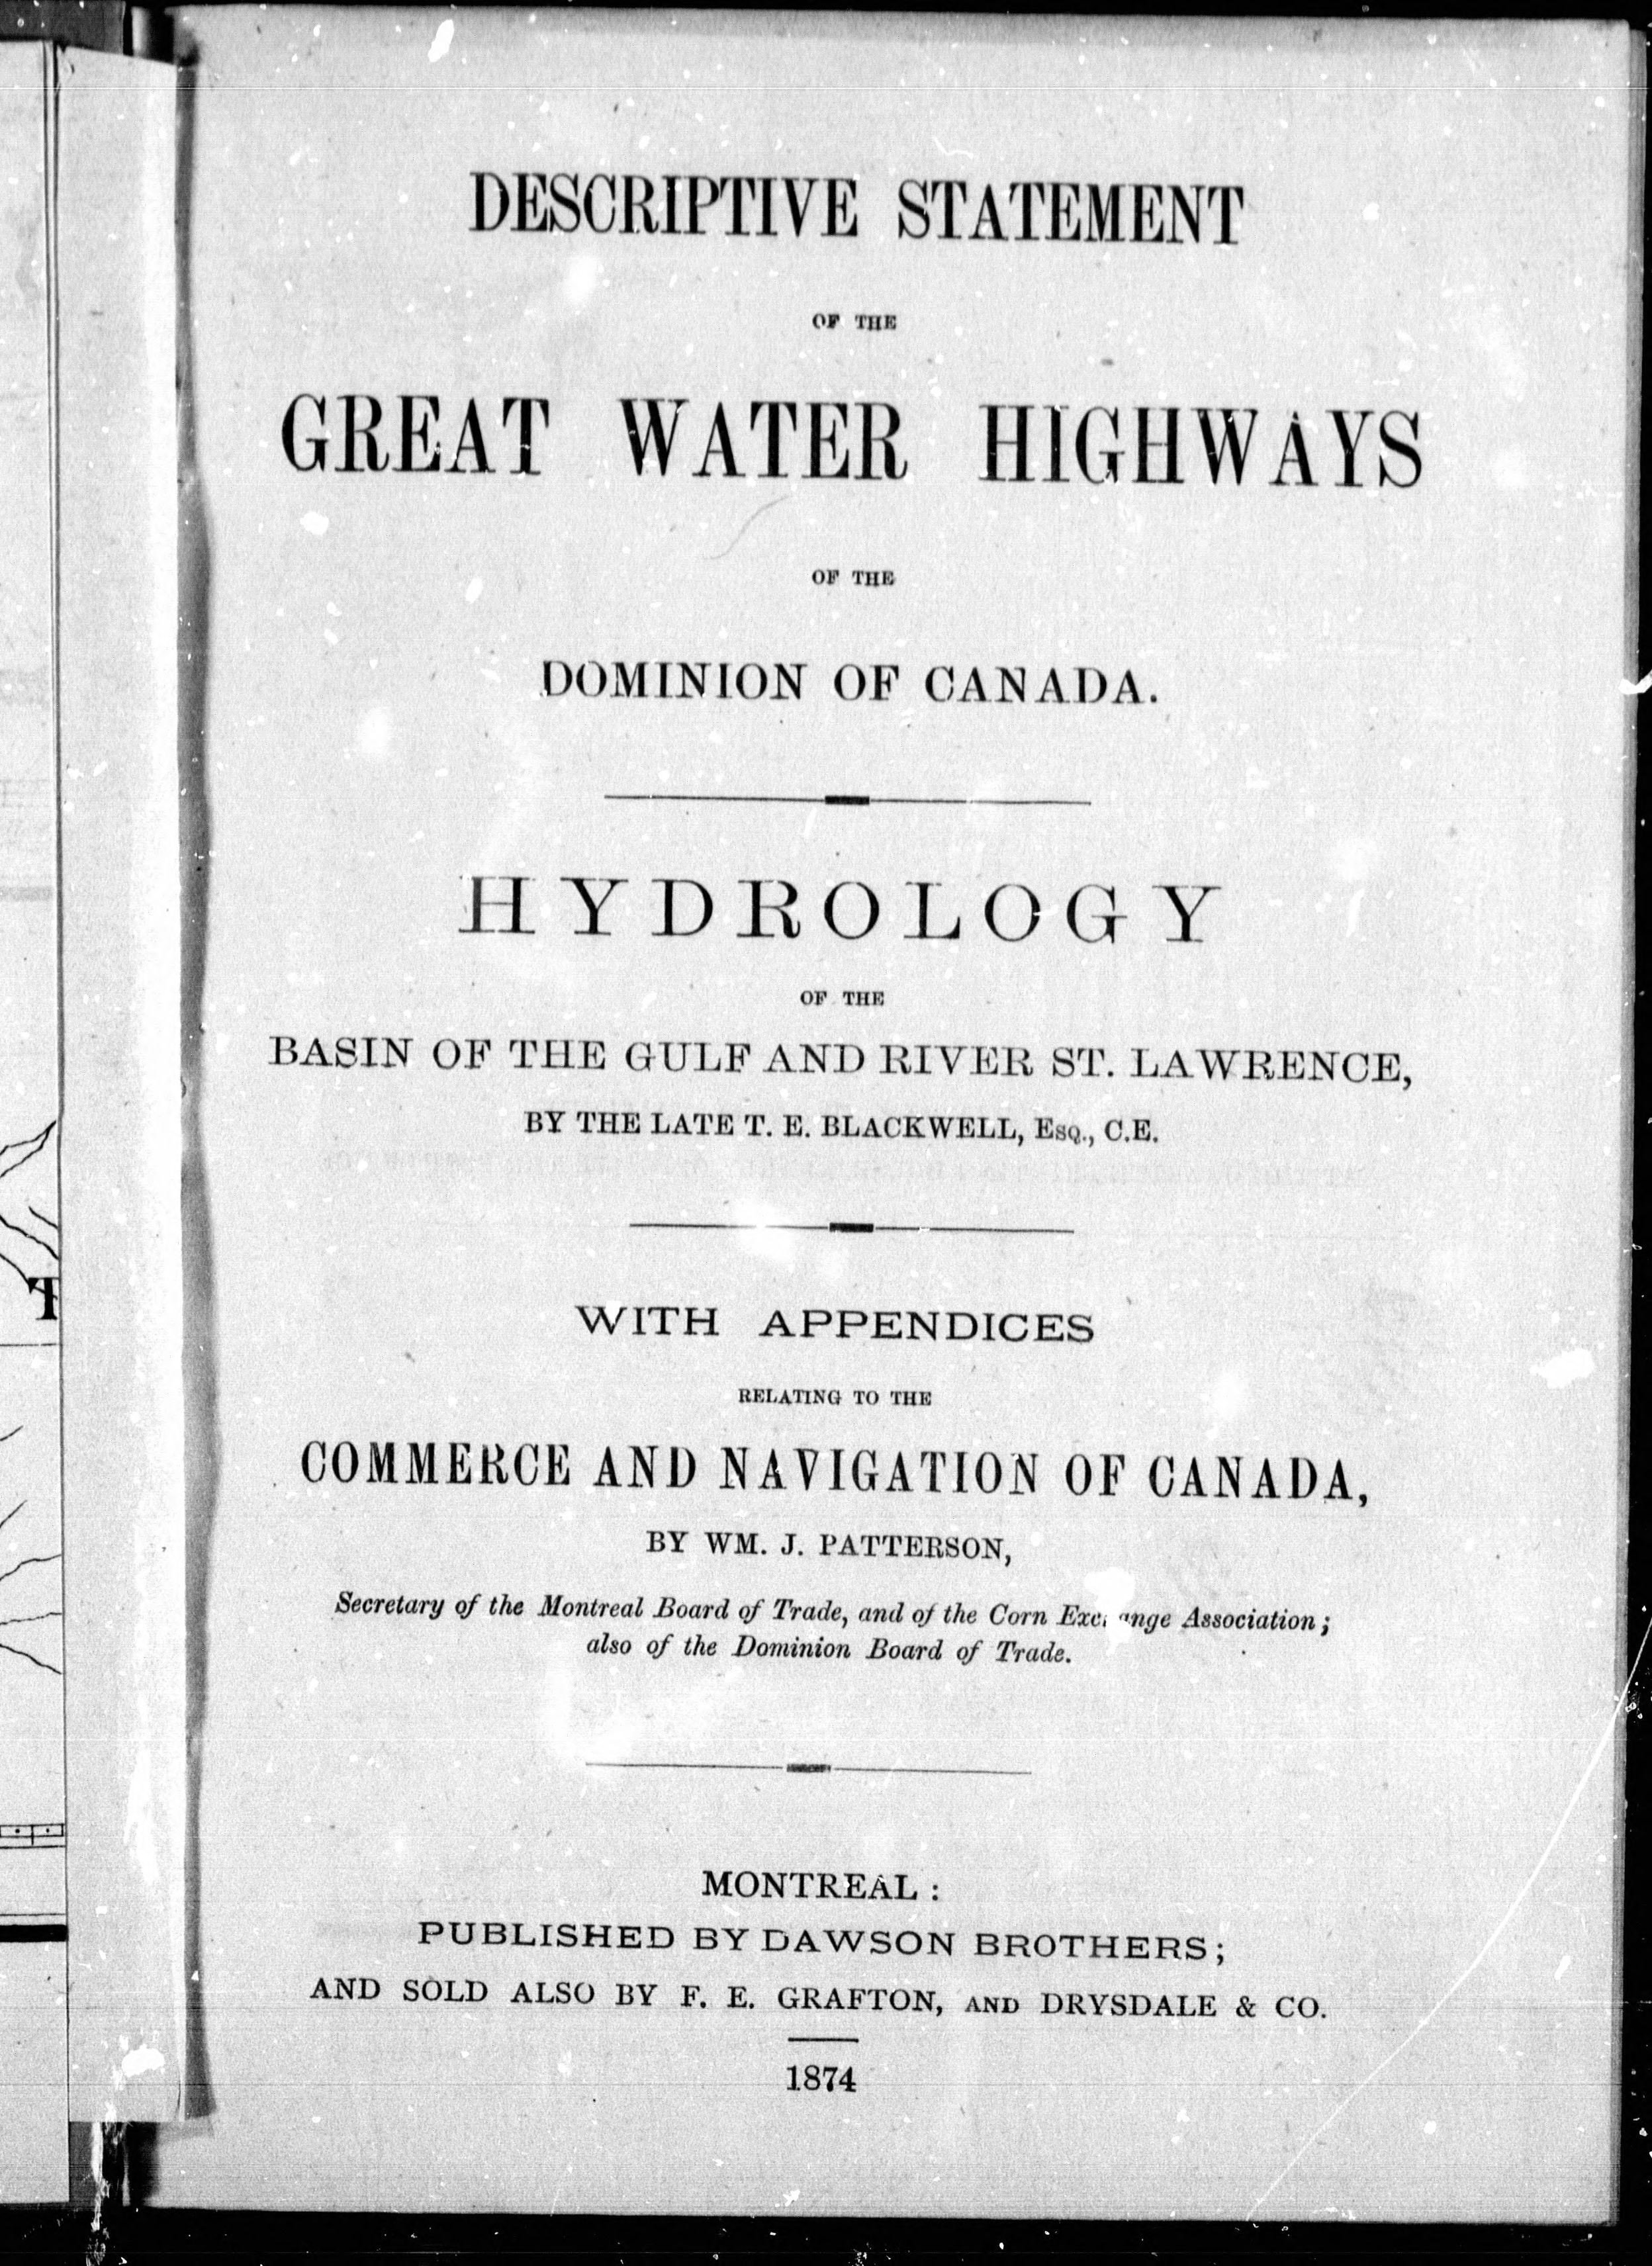 DESCRIPTIVE STATEMENT
OF THE
GREAT WATER HIGHWAYS
OF THE
DOMINION OF CANADA.
HYDROLOGY
OF THE
BASIN OF THE GULF AND RIVER ST. LAWRENCE,
BY THE LATE T. E. BLACKWELL, Esq., C.E.
WITH APPENDICES
RELATING TO THE
COMMERCE AND NAVIGATION OF CANADA,
BY WM. J. PATTERSON,
Secretary of the Montreal Board of Trade, and of the Corn Exchange Association;
also of the Dominion Board of Trade.
MONTREAL:
PUBLISHED BY DAWSON BROTHERS;
AND SOLD ALSO BY F. E. GRAFTON, AND DRYSDALE & CO.
1874